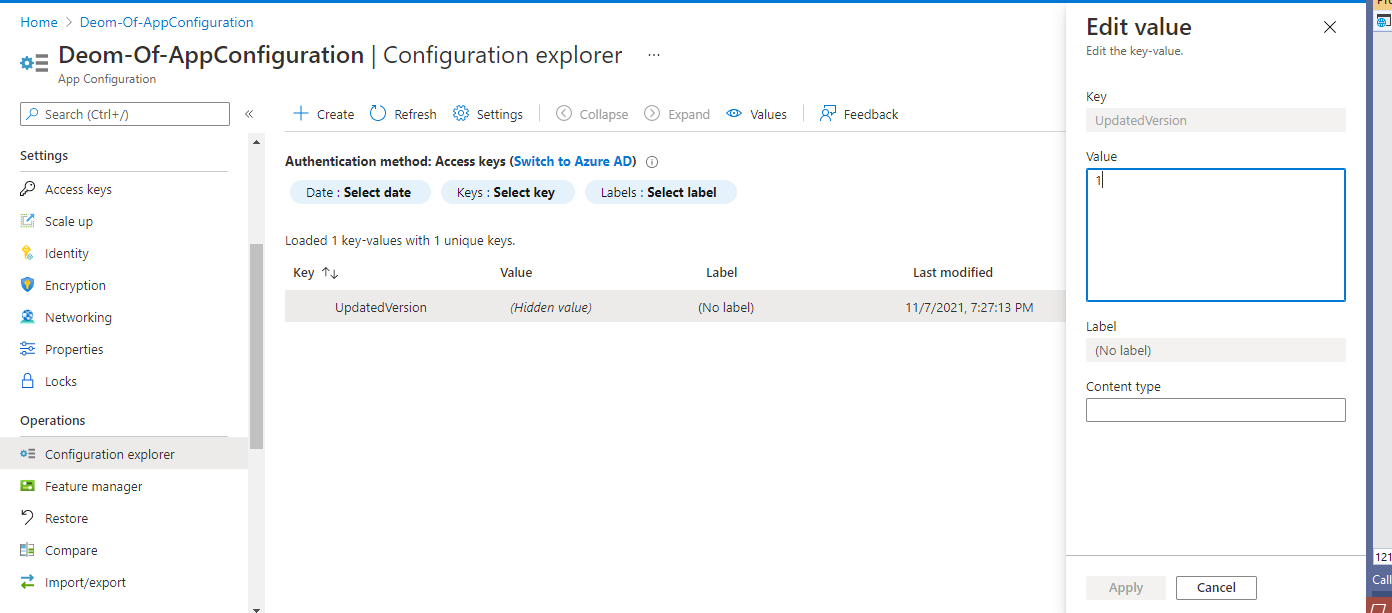 Home > Deom-Of-AppConfiguration
Deom-Of-AppConfiguration | Configuration explorer ...
App Configuration
Search (Ctrl+/)
«
Settings
Access keys
Scale up
Identity
Encryption
Networking
Properties
Locks
Operations
Configuration explorer
Feature manager
Restore
Compare
Import/export
Create Refresh Settings Collapse Expand Values Feedback
Authentication method: Access keys (Switch to Azure AD)
Date : Select date Keys : Select key Labels : Select label
Loaded 1 key-values with 1 unique keys.
Key Value Label Last modified
UpdatedVersion (Hidden value) (No label) 11/7/2021, 7:27:13 PM
Edit value
Edit the key-value.
Key
UpdatedVersion
Value
1
Label
(No label)
Content type
Apply Cancel
121
Call